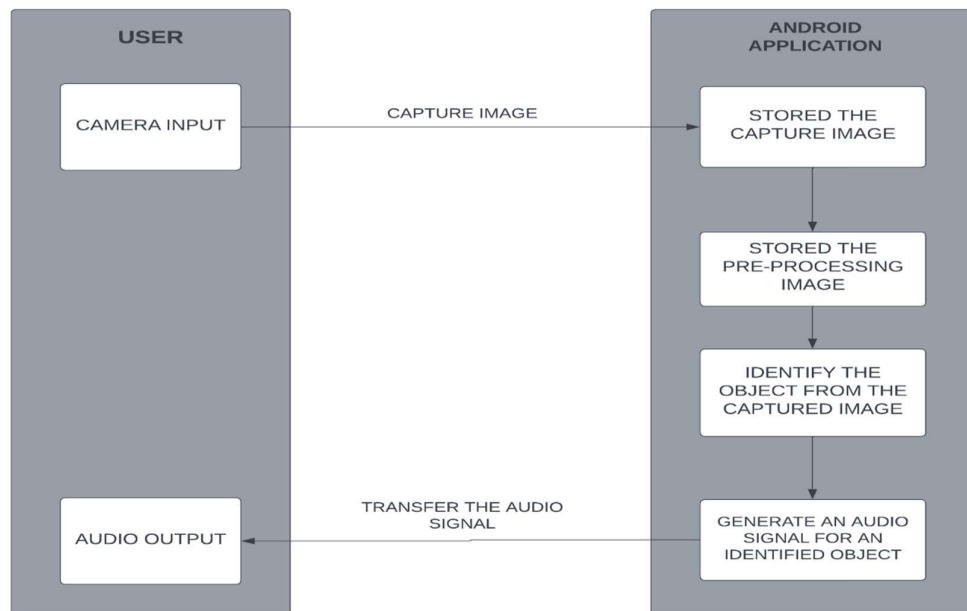 USER
ANDROID
APPLICATION
CAMERA INPUT
CAPTURE IMAGE
STORED THE
CAPTURE IMAGE
STORED THE
PRE-PROCESSING
IMAGE
IDENTIFY THE
OBJECT FROM THE
CAPTURED IMAGE
AUDIO OUTPUT
TRANSFER THE AUDIO
SIGNAL
GENERATE AN AUDIO
SIGNAL FOR AN
IDENTIFIED OBJECT